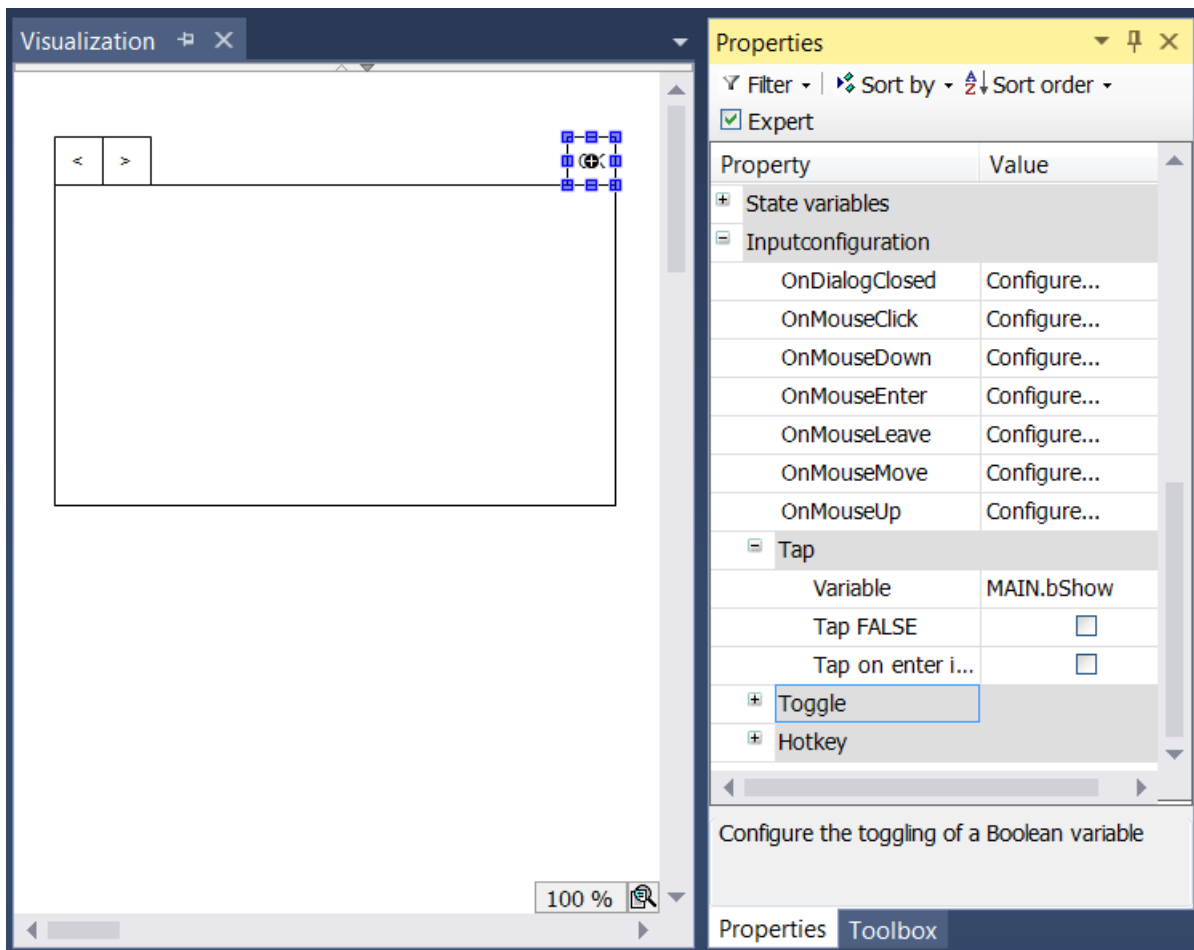 Visualization
< >
100 %
Properties
Filter Sort by Sort order
Expert
Property Value
State variables
Inputconfiguration
OnDialogClosed Configure...
OnMouseClick Configure...
OnMouseDown Configure...
OnMouseEnter Configure...
OnMouseLeave Configure...
OnMouseMove Configure...
OnMouseUp Configure...
Tap
Variable MAIN.bShow
Tap FALSE
Tap on enter i...
Toggle
Hotkey
Configure the toggling of a Boolean variable
Properties Toolbox